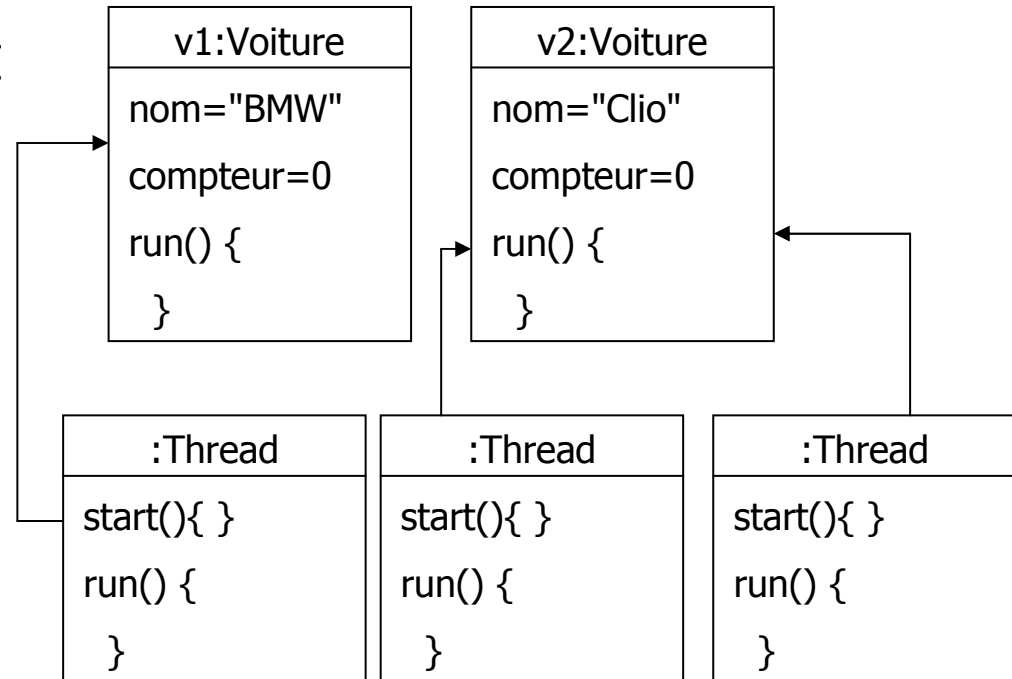 v1:Voiture
nom="BMW"
compteur=0
run() {
}
v2:Voiture
nom="Clio"
compteur=0
run() {
}
:Thread
start(){ }
run() {
}
:Thread
start(){ }
run() {
}
:Thread
start(){ }
run() {
}